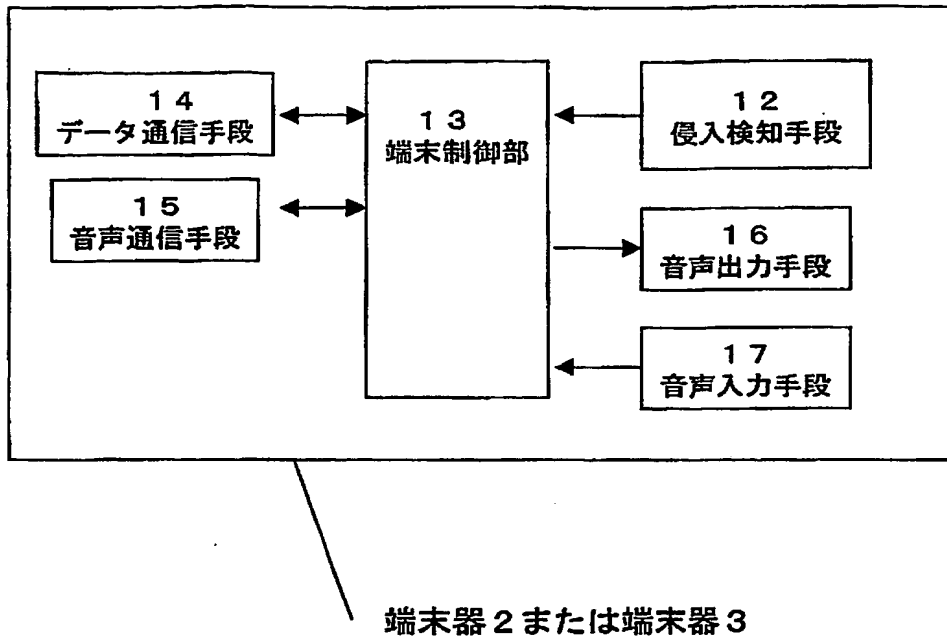 １４
データ通信手段
１５
音声通信手段
１３
端末制御部
１２
侵入検知手段
１６
音声出力手段
１７
音声入力手段
端末器２または端末器３